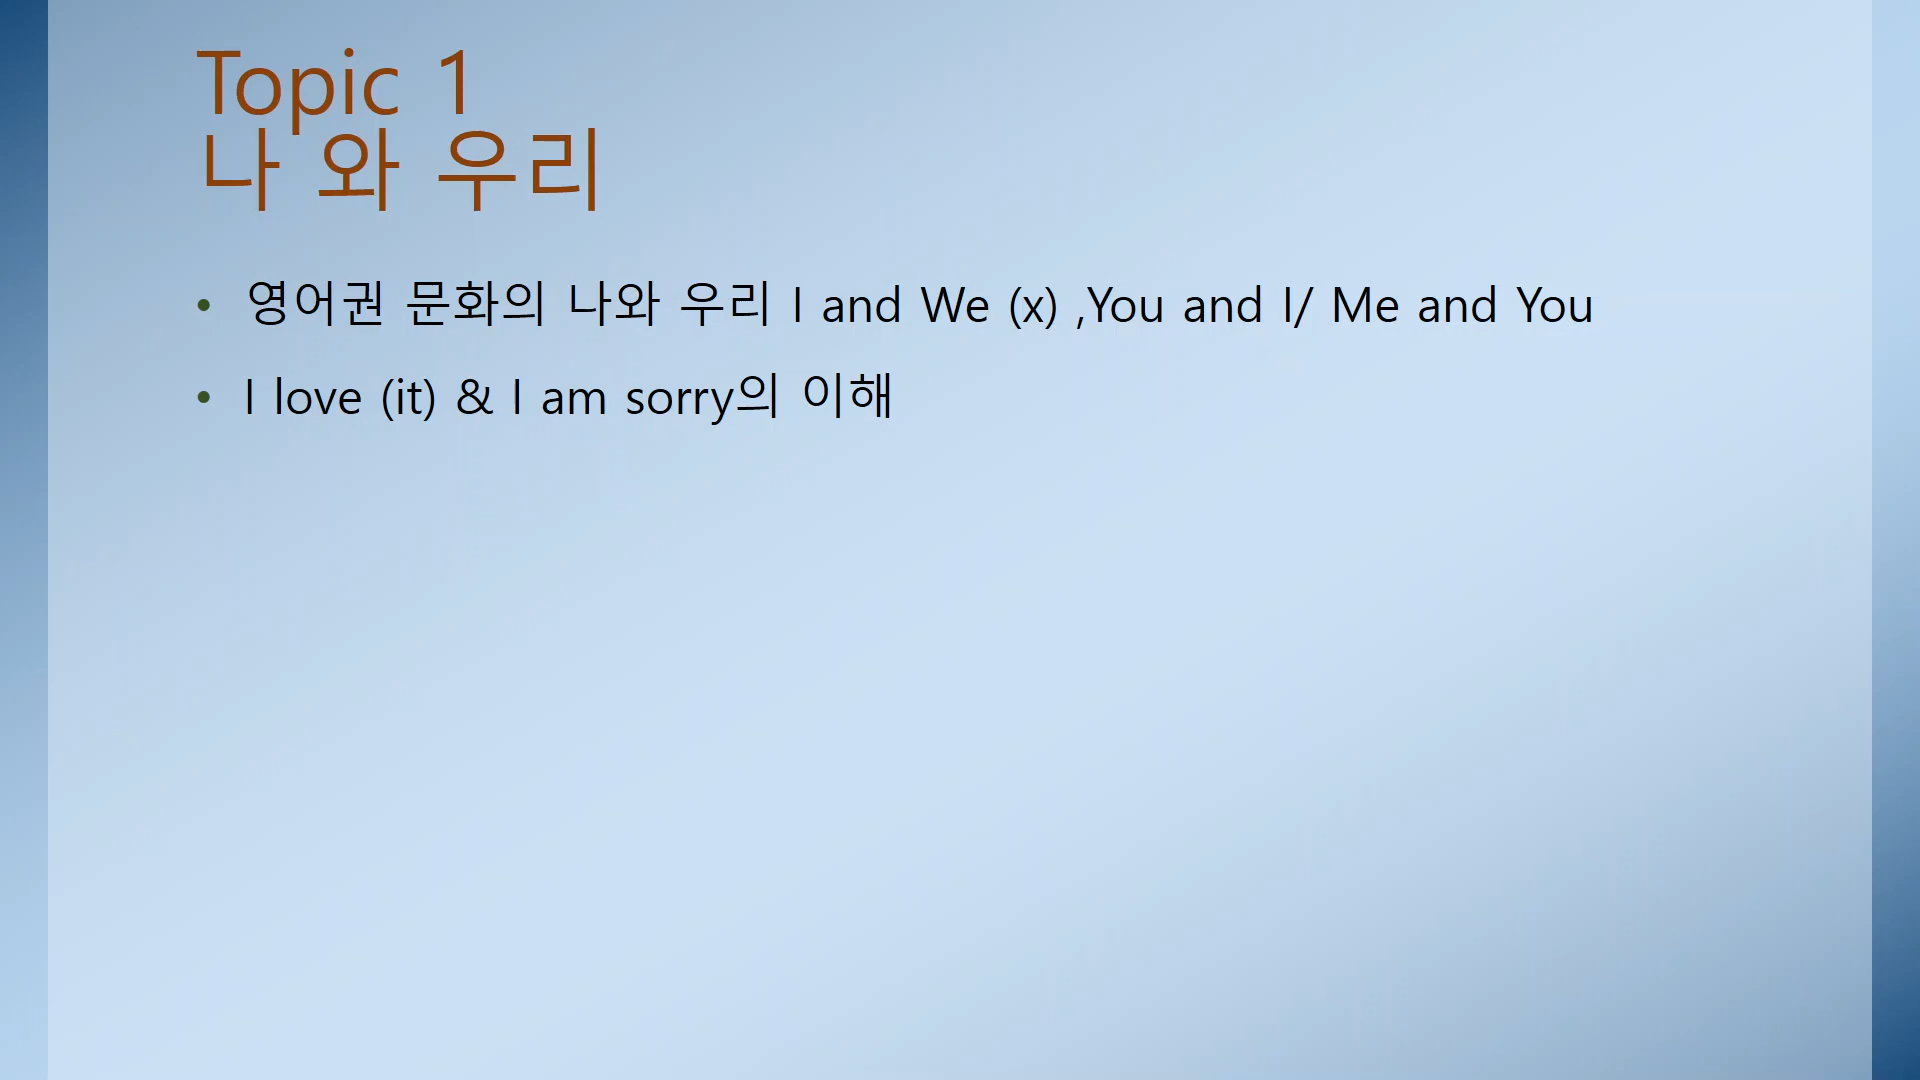 Topic 1
나 와 우리
• 영어권 문화의 나와 우리 I and We (x) ,You and I/ Me and You
• I love (it) & I am sorry의 이해